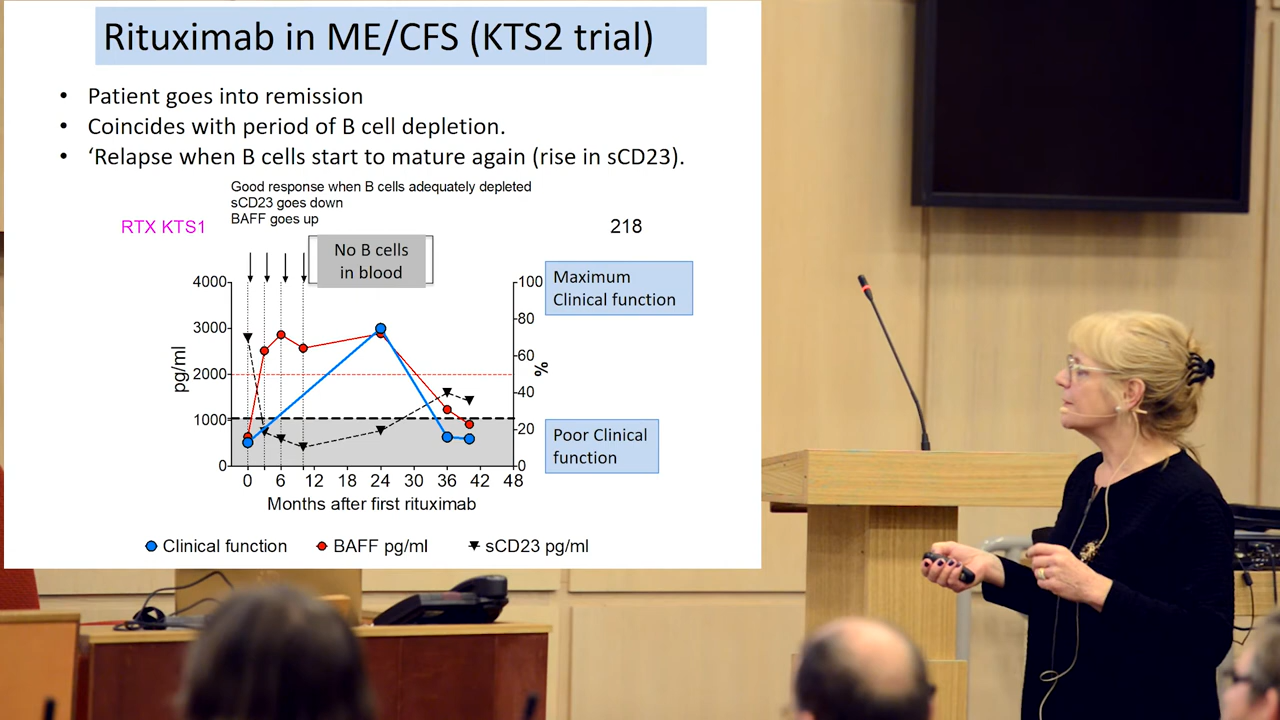 Rituximab in ME/CFS (KTS2 trial)
• Patient goes into remission
• Coincides with period of B cell depletion.
• ‘Relapse when B cells start to mature again (rise in sCD23).
Good response when B cells adequately depleted
sCD23 goes down
BAFF goes up
RTX KTS1
218
No B cells
in blood
Maximum
Clinical function
4000
3000
2000
1000
0
pg/ml
100
80
60
40
20
0
%
Poor Clinical
function
0 6 12 18 24 30 36 42 48
Months after first rituximab
Clinical function BAFF pg/ml sCD23 pg/ml